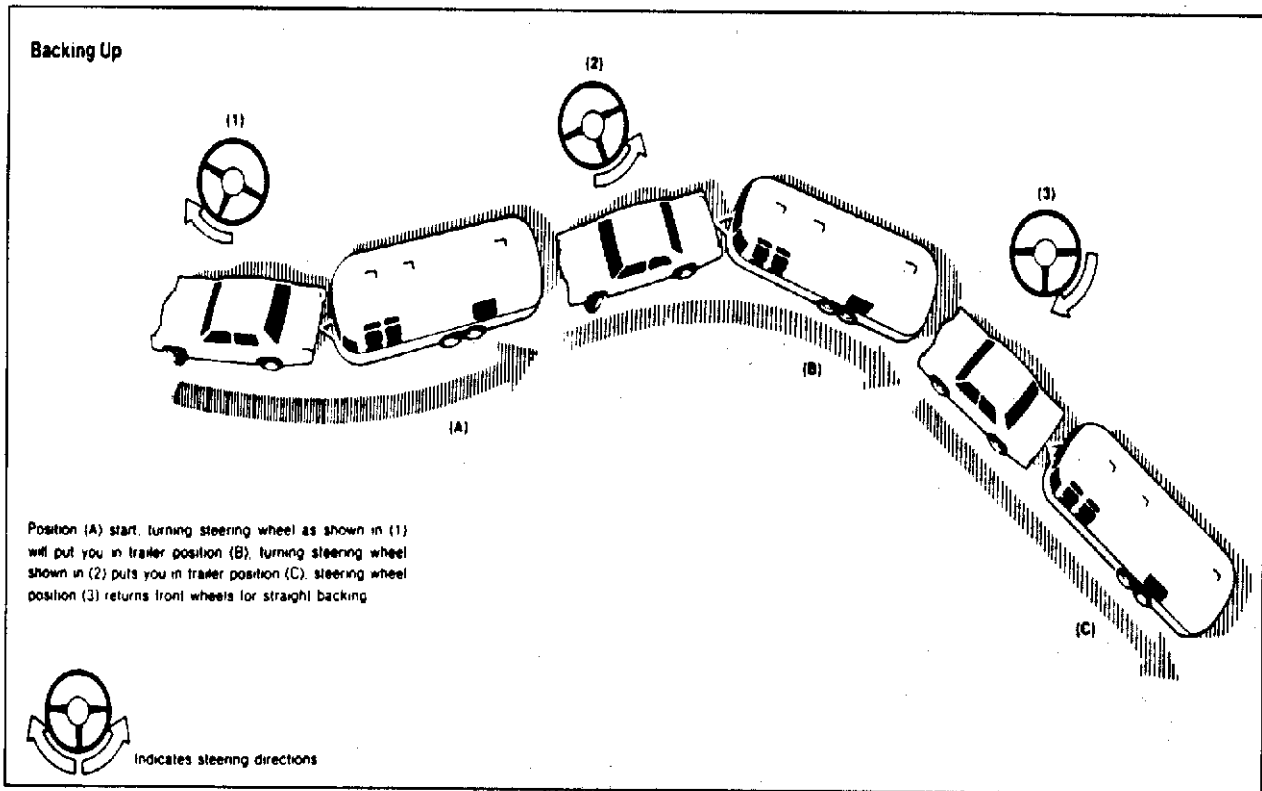 Backing Up
(1)
(2)
(3)
(A)
(B)
(C)
Position (A) start, turning steering wheel as shown in (1)
will put you in trailer position (B), turning steering wheel
shown in (2) puts you in trailer position (C), steering wheel
position (3) returns front wheels for straight backing
Indicates steering directions